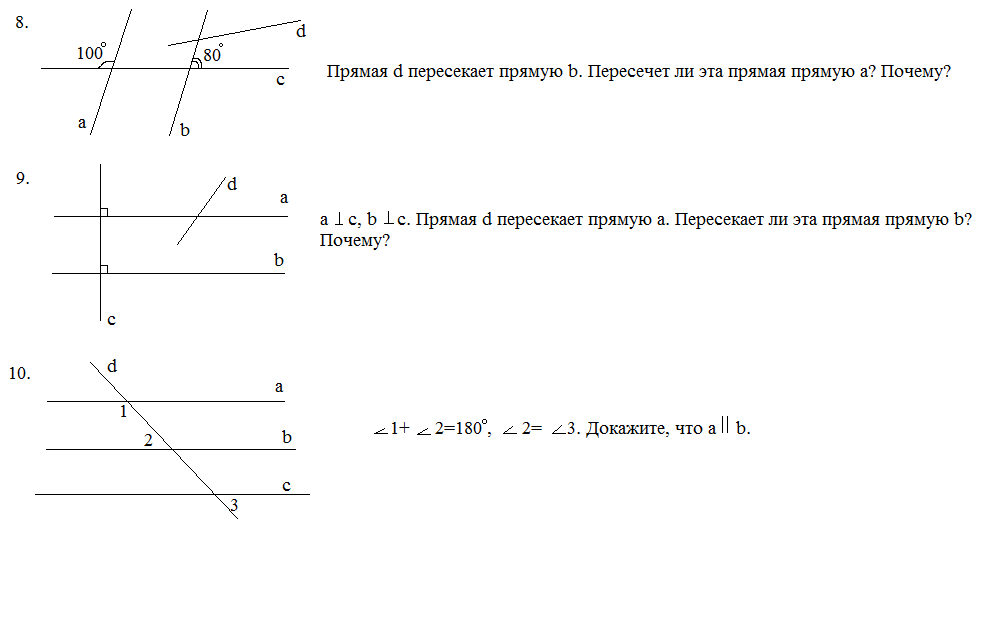 8.
d
100°
80°
c
Прямая d пересекает прямую b. Пересечет ли эта прямая прямую a? Почему?
a
b
9.
d
a
a ⊥ c, b ⊥ c. Прямая d пересекает прямую a. Пересекает ли эта прямая прямую b?
Почему?
b
c
10.
d
a
1
∠1+ ∠2=180°, ∠2= ∠3. Докажите, что a || b.
2
b
c
3